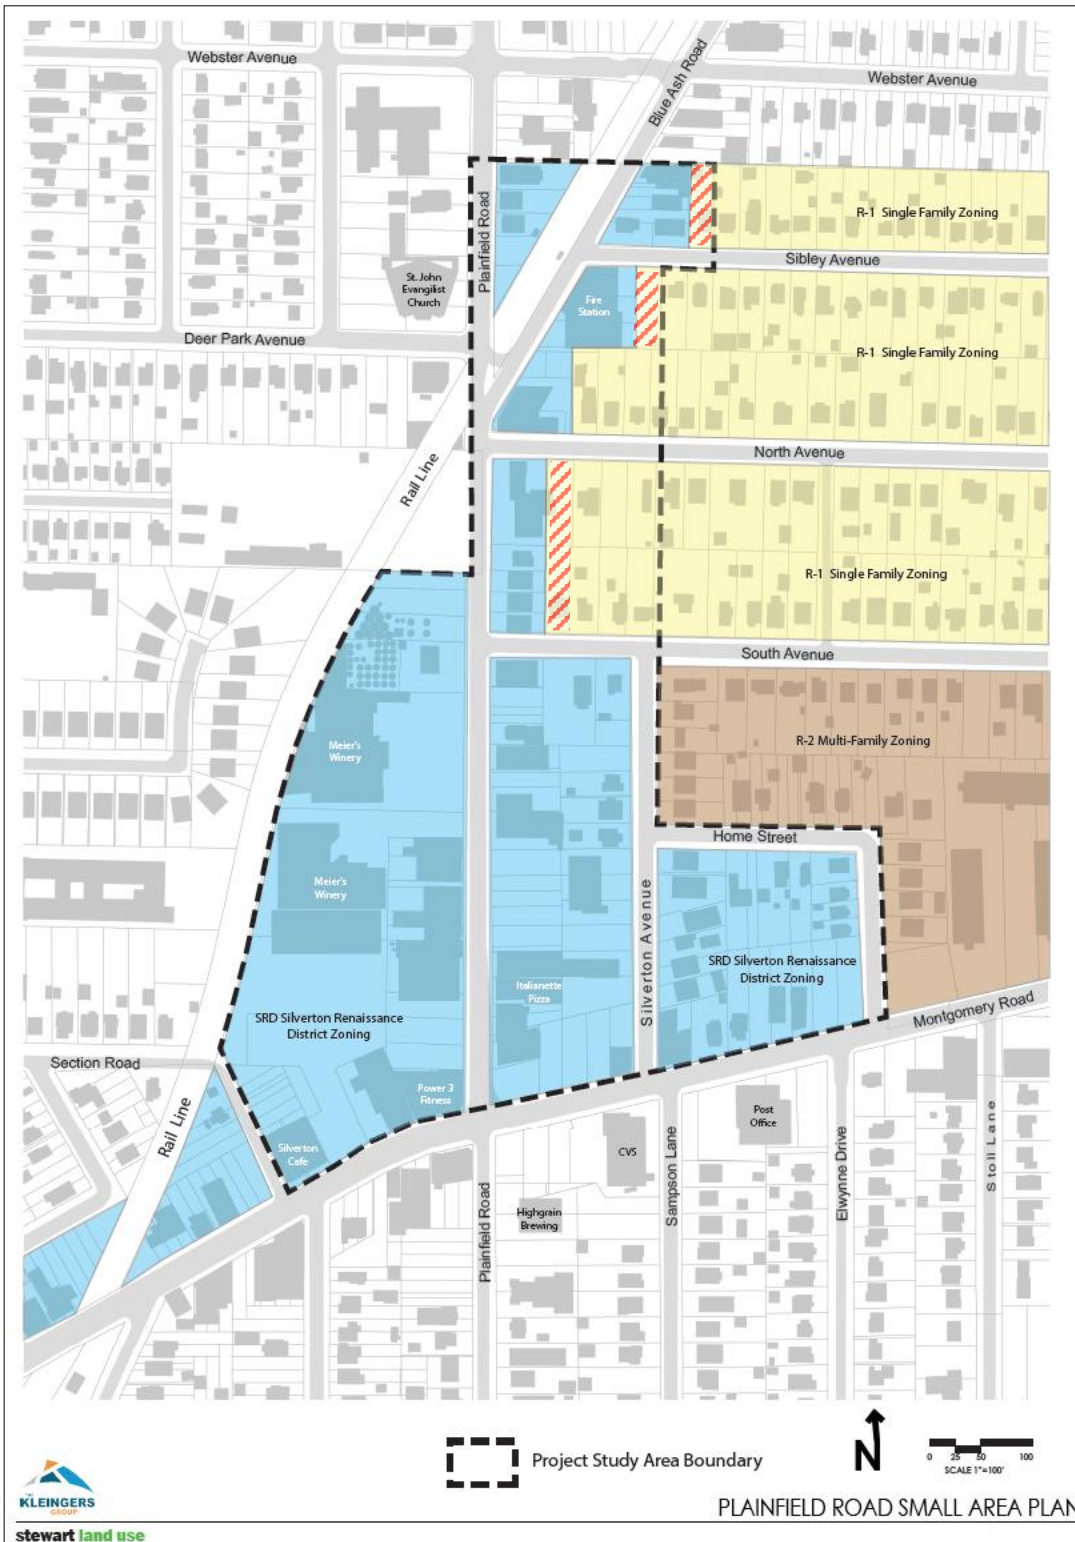 Webster Avenue
Webster Avenue
Blue Ash Road
Plainfield Road
R-1 Single Family Zoning
Sibley Avenue
St. John
Evangilist
Church
Fire
Station
Deer Park Avenue
R-1 Single Family Zoning
North Avenue
Rail Line
R-1 Single Family Zoning
South Avenue
Meier's
Winery
R-2 Multi-Family Zoning
Home Street
Meier's
Winery
Silverton Avenue
SRD Silverton Renaissance
District Zoning
Italianette
Pizza
SRD Silverton Renaissance
District Zoning
Montgomery Road
Section Road
Power 3
Fitness
Rail Line
Silverton
Cafe
Post
Office
CVS
Sampson Lane
Elwynne Drive
Stoll Lane
Plainfield Road
Highgrain
Brewing
Project Study Area Boundary
N
0 25 50 100
SCALE 1"=100'
THE
KLEINGERS
GROUP
PLAINFIELD ROAD SMALL AREA PLAN
stewart land use